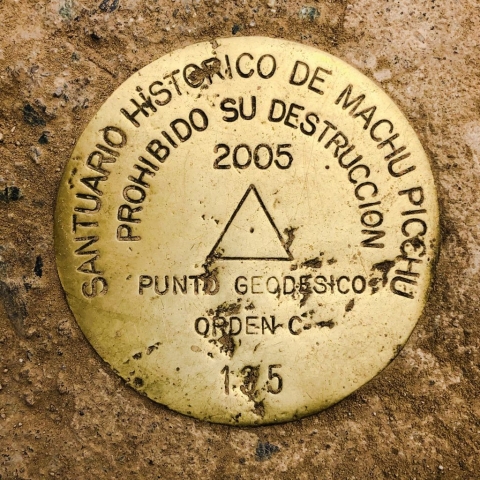 SANTUARIO HISTORICO DE MACHU PICCHU
PROHIBIDO SU DESTRUCCION
2005
PUNTO GEODESICO
ORDEN C